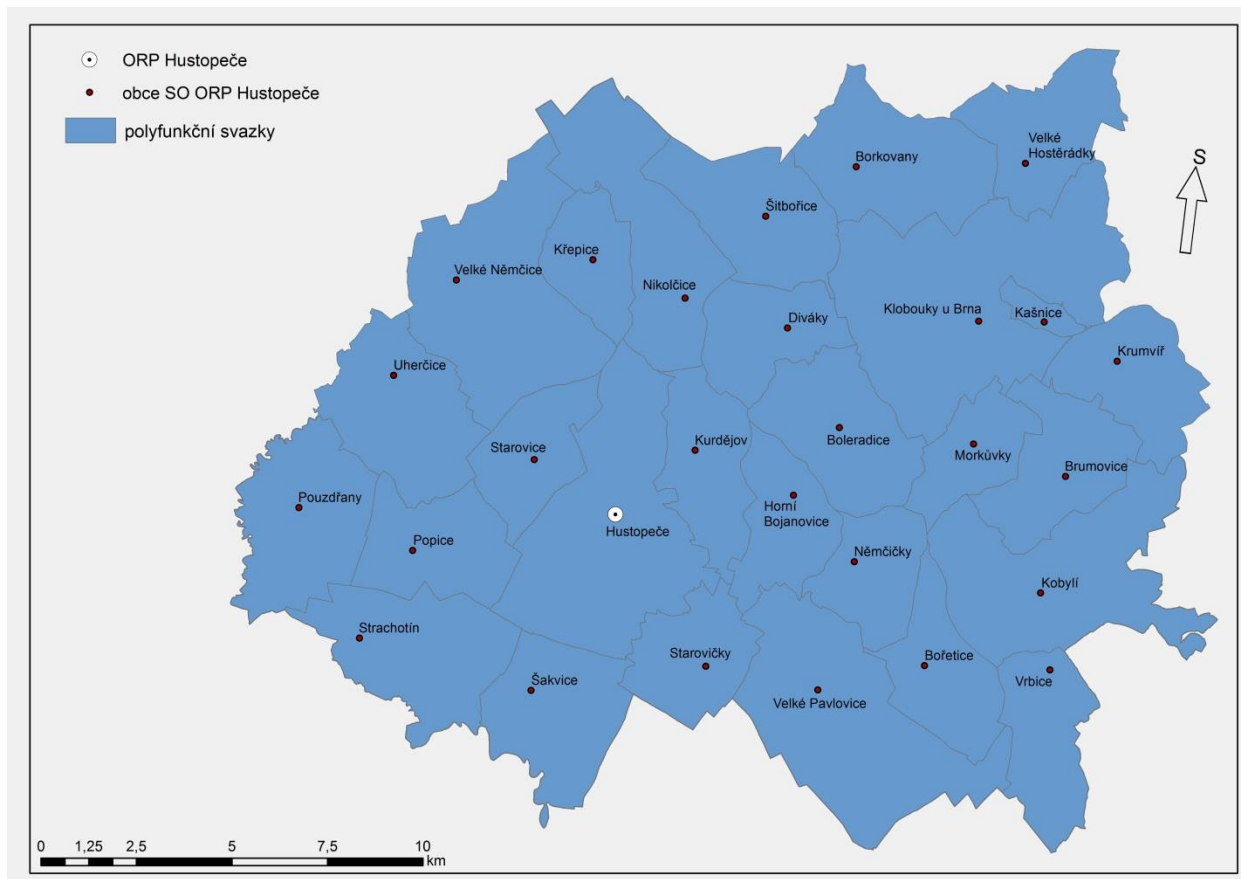 ORP Hustopeče
obce SO ORP Hustopeče
polyfunkční svazky
S
Velké
Hostěrádky
Borkovany
Šitbořice
Křepice
Velké Němčice
Nikolčice
Diváky
Klobouky u Brna
Kašnice
Krumvíř
Uherčice
Starovice
Kurdějov
Boleradice
Morkůvky
Brumovice
Pouzdřany
Popice
Hustopeče
Horní
Bojanovice
Němčičky
Kobylí
Strachotín
Šakvice
Starovičky
Velké Pavlovice
Bořetice
Vrbice
0 1,25 2,5 5 7,5 10
km